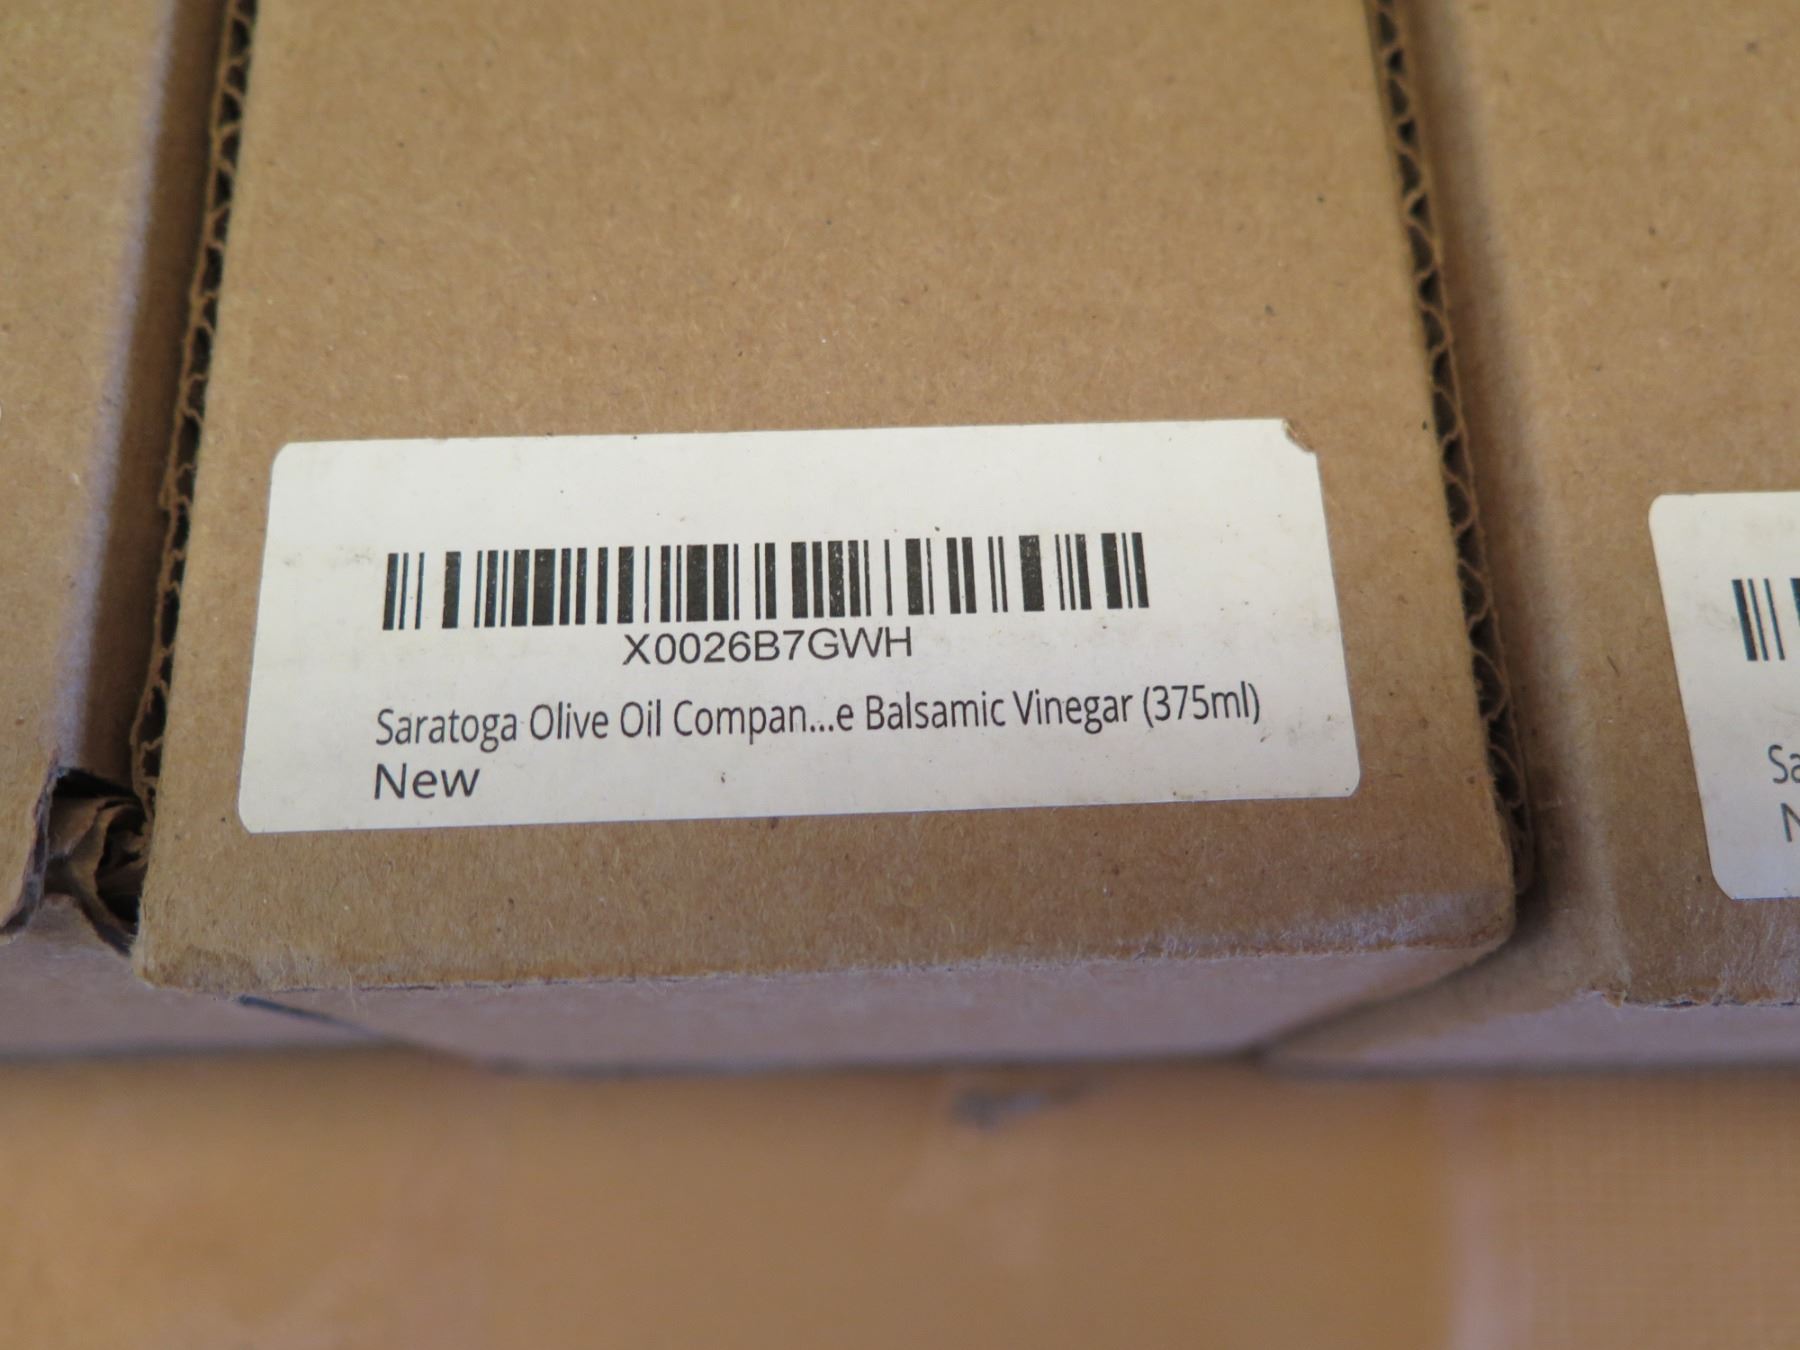 X0026B7GWH
Saratoga Olive Oil Compan...e Balsamic Vinegar (375ml)
New